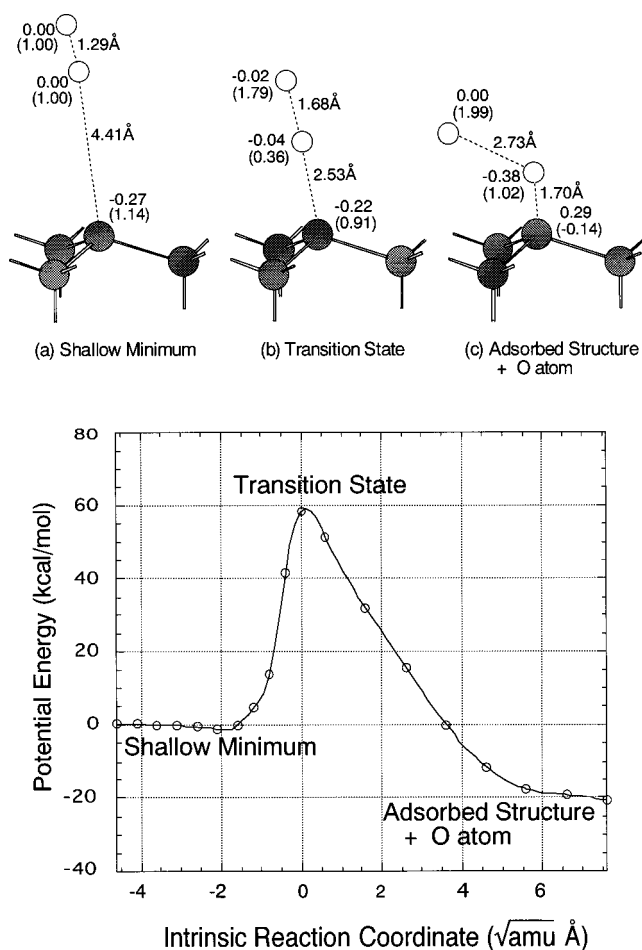 0.00
(1.00)
1.29Å
0.00
(1.00)
4.41Å
-0.27
(1.14)
(a) Shallow Minimum
-0.02
(1.79)
1.68Å
-0.04
(0.36)
2.53Å
-0.22
(0.91)
(b) Transition State
0.00
(1.99)
2.73Å
-0.38
(1.02)
1.70Å
0.29
(-0.14)
(c) Adsorbed Structure
+ O atom
Potential Energy (kcal/mol)
80
60
40
20
0
-20
-40
Transition State
Shallow Minimum
Adsorbed Structure
+ O atom
-4 -2 0 2 4 6
Intrinsic Reaction Coordinate (√amu Å)